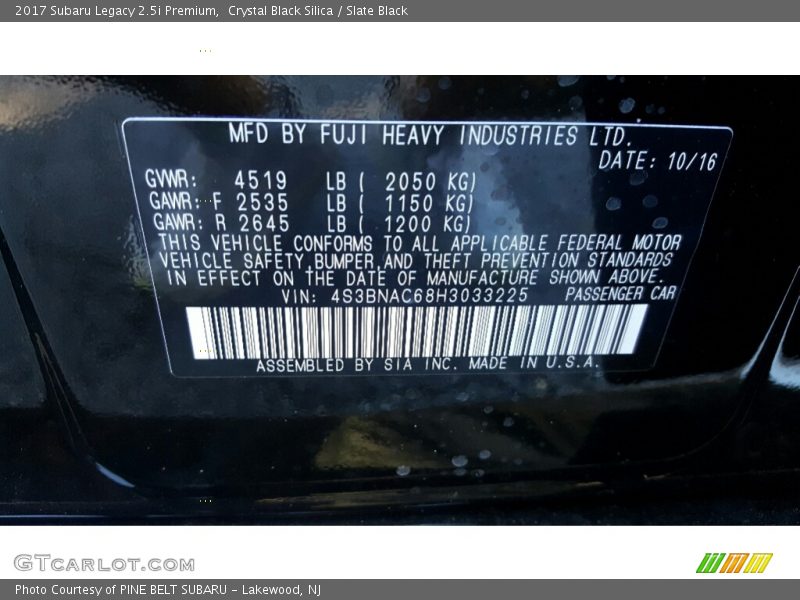 2017 Subaru Legacy 2.5i Premium,  Crystal Black Silica / Slate Black
MFD BY FUJI HEAVY INDUSTRIES LTD.
DATE: 10/16
GVWR: 4519 LB ( 2050 KG)
GAWR: F 2535 LB ( 1150 KG)
GAWR: R 2645 LB ( 1200 KG)
THIS VEHICLE CONFORMS TO ALL APPLICABLE FEDERAL MOTOR
VEHICLE SAFETY,BUMPER,AND THEFT PREVENTION STANDARDS
IN EFFECT ON THE DATE OF MANUFACTURE SHOWN ABOVE.
VIN: 4S3BNAC68H3033225 PASSENGER CAR
ASSEMBLED BY SIA INC. MADE IN U.S.A.
GTCARLOT.COM
Photo Courtesy of PINE BELT SUBARU - Lakewood, NJ